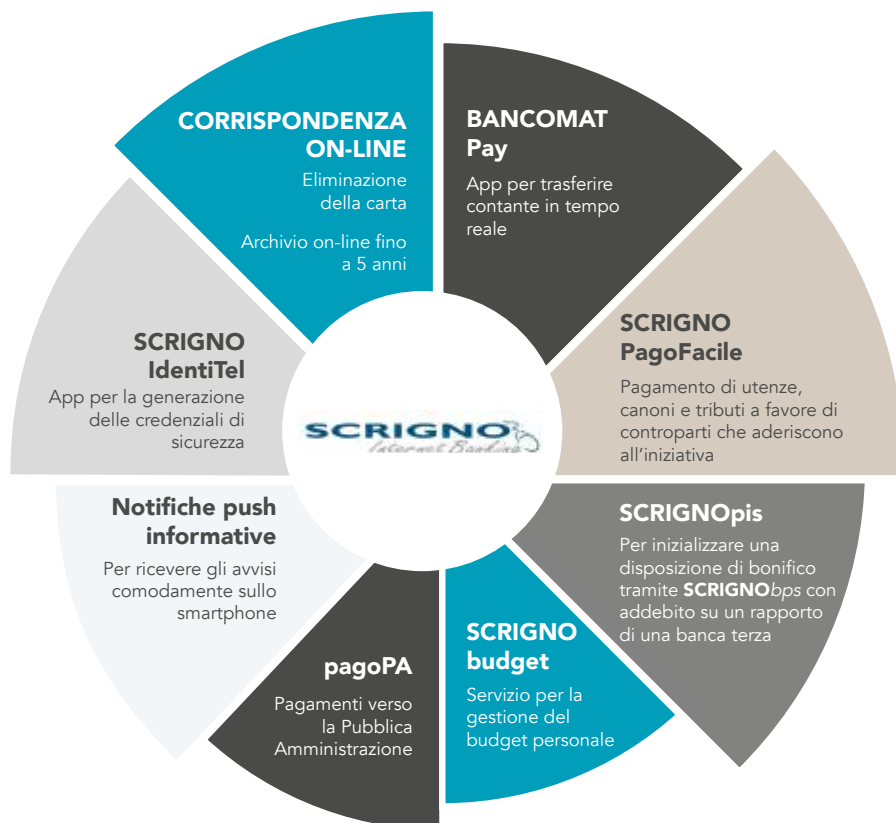 CORRISPONDENZA
ON-LINE
Eliminazione
della carta
Archivio on-line fino
a 5 anni
BANCOMAT
Pay
App per trasferire
contante in tempo
reale
SCRIGNO
PagoFacile
Pagamento di utenze,
canoni e tributi a favore di
controparti che aderiscono
all’iniziativa
SCRIGNOpis
Per inizializzare una
disposizione di bonifico
tramite SCRIGNObps con
addebito su un rapporto
di una banca terza
SCRIGNO
budget
Servizio per la
gestione del
budget personale
pagoPA
Pagamenti verso
la Pubblica
Amministrazione
Notifiche push
informative
Per ricevere gli avvisi
comodamente sullo
smartphone
SCRIGNO
IdentiTel
App per la generazione
delle credenziali di
sicurezza
SCRIGNO
Internet Banking